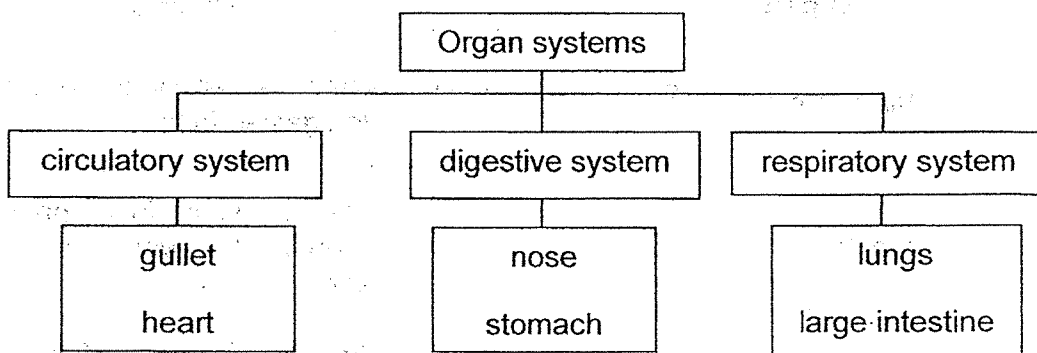 Organ systems
circulatory system
digestive system
respiratory system
gullet
heart
nose
stomach
lungs
large intestine